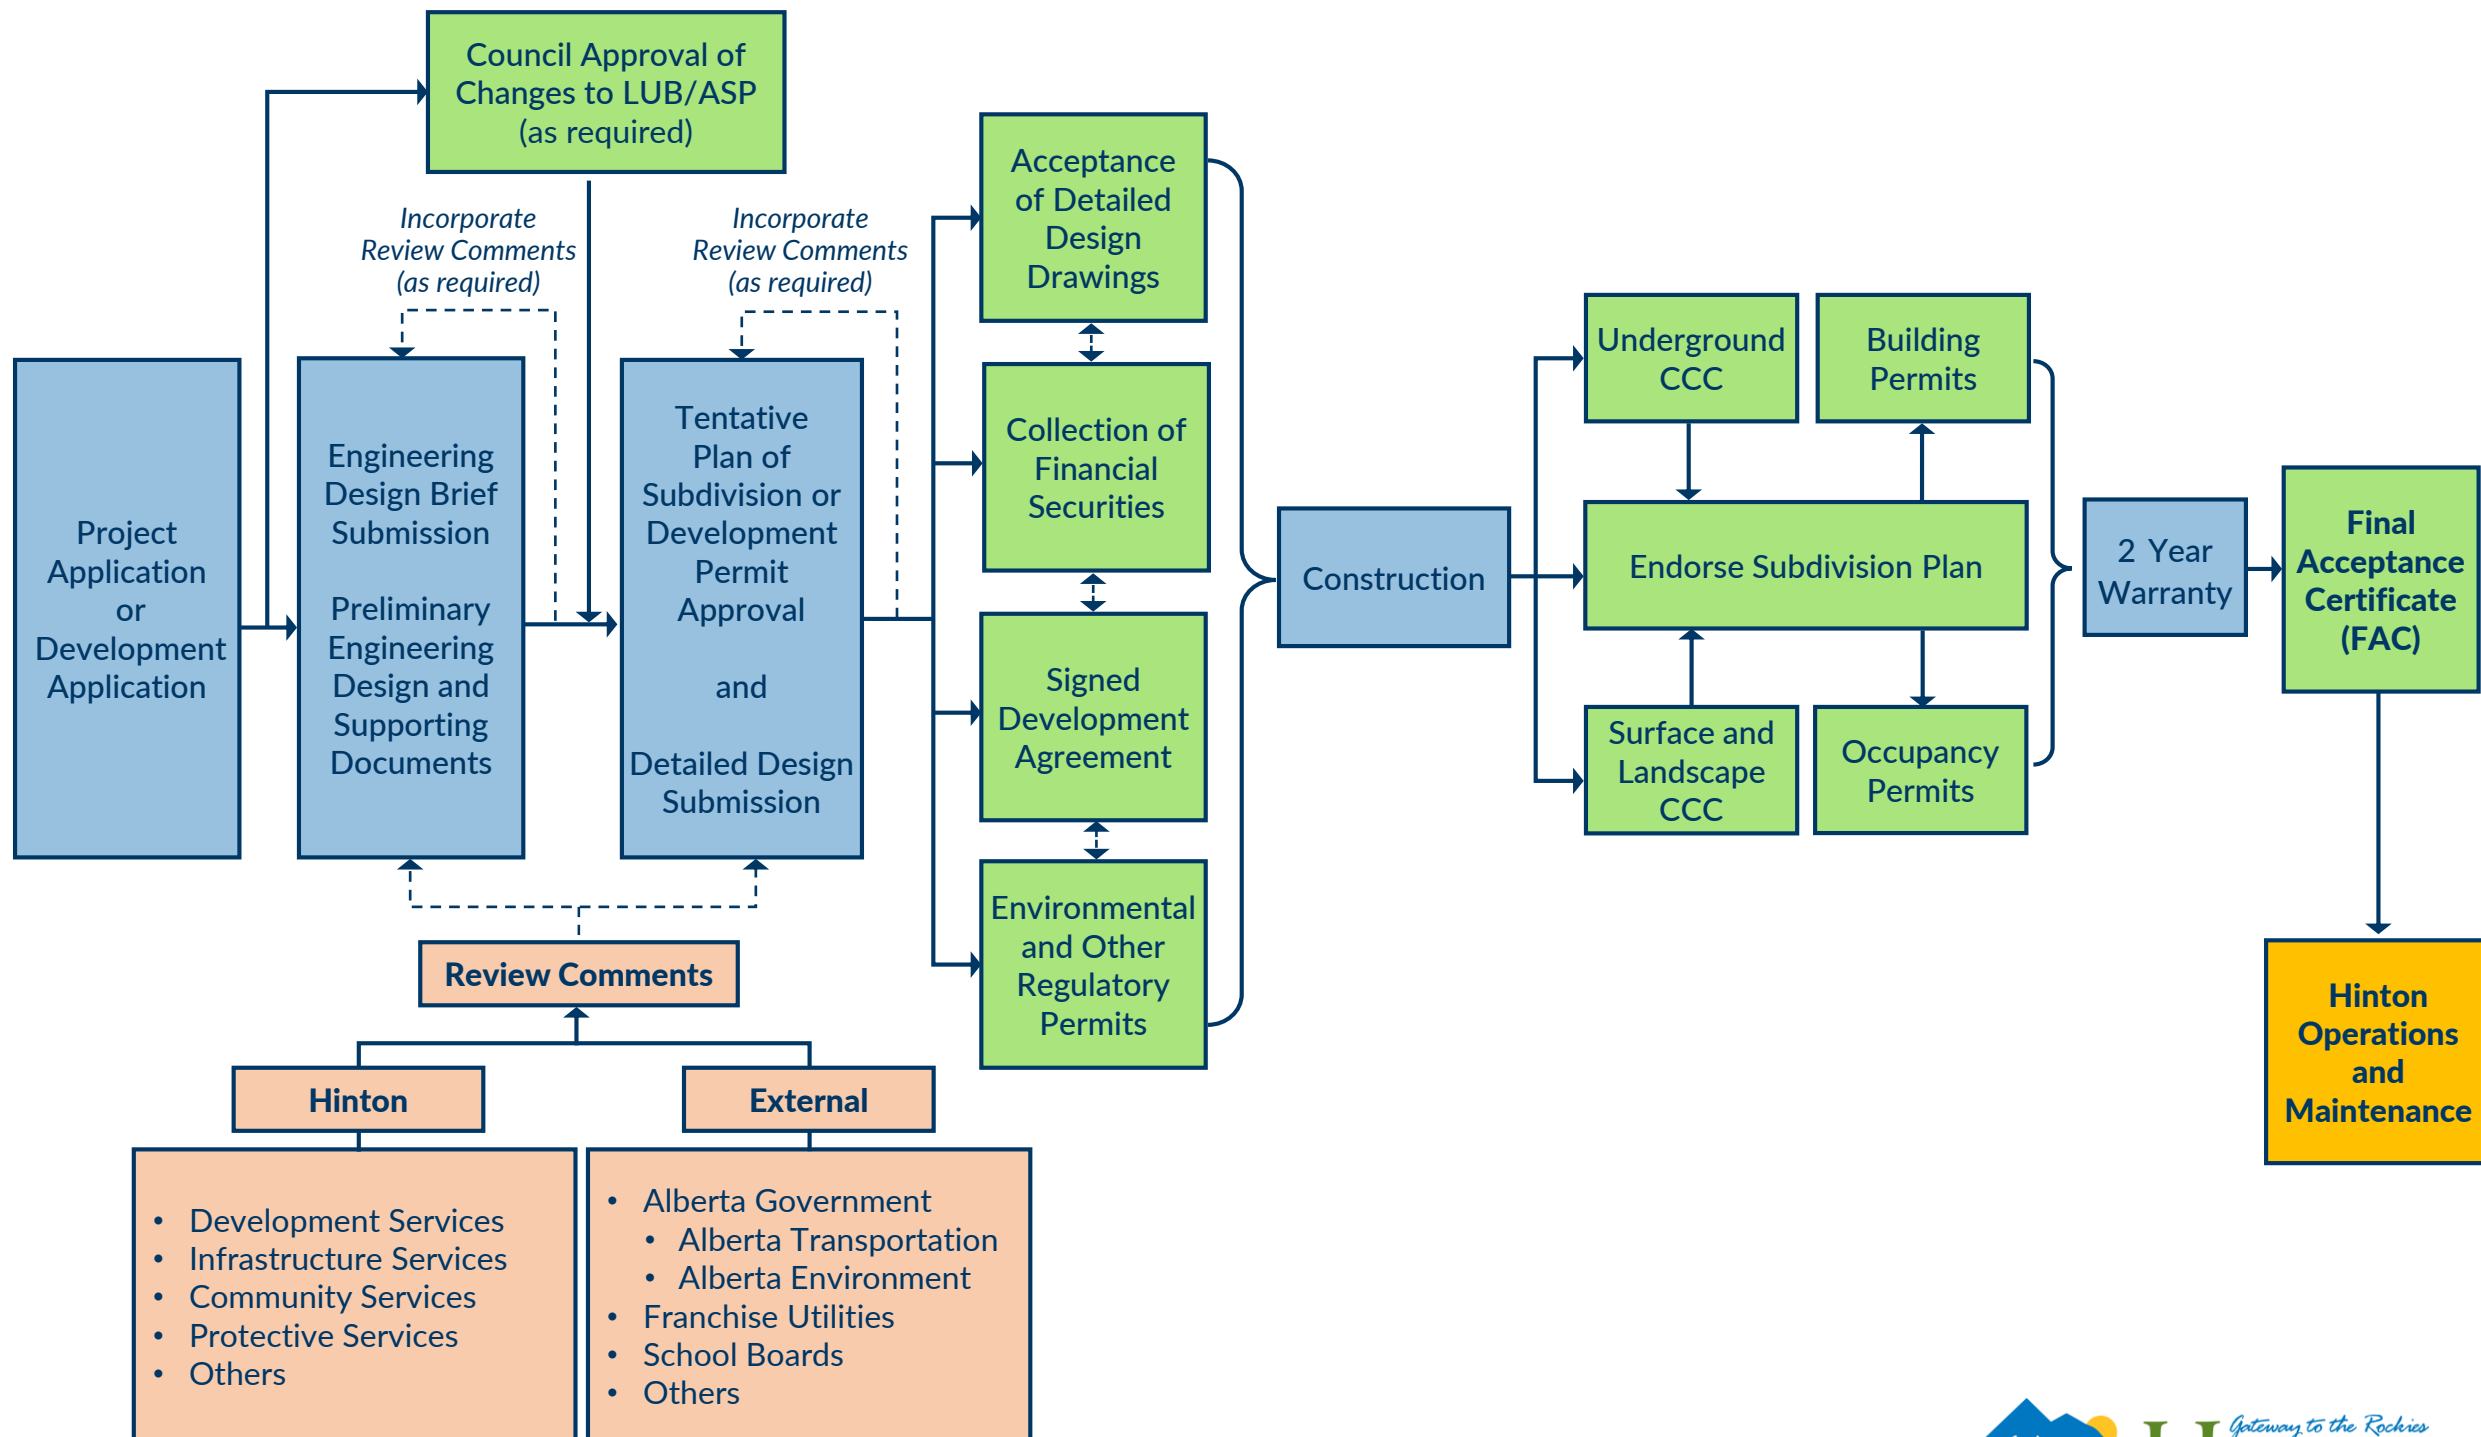 Council Approval of
Changes to LUB/ASP
(as required)
Incorporate
Review Comments
(as required)
Incorporate
Review Comments
(as required)
Project
Application
or
Development
Application
Engineering
Design Brief
Submission
Preliminary
Engineering
Design and
Supporting
Documents
Tentative
Plan of
Subdivision or
Development
Permit
Approval
and
Detailed Design
Submission
Acceptance
of Detailed
Design
Drawings
Collection of
Financial
Securities
Signed
Development
Agreement
Environmental
and Other
Regulatory
Permits
Construction
Underground
CCC
Building
Permits
Endorse Subdivision Plan
Surface and
Landscape
CCC
Occupancy
Permits
2 Year
Warranty
Final
Acceptance
Certificate
(FAC)
Hinton
Operations
and
Maintenance
Review Comments
Hinton
External
• Development Services
• Infrastructure Services
• Community Services
• Protective Services
• Others
• Alberta Government
• Alberta Transportation
• Alberta Environment
• Franchise Utilities
• School Boards
• Others
Gateway to the Rockies